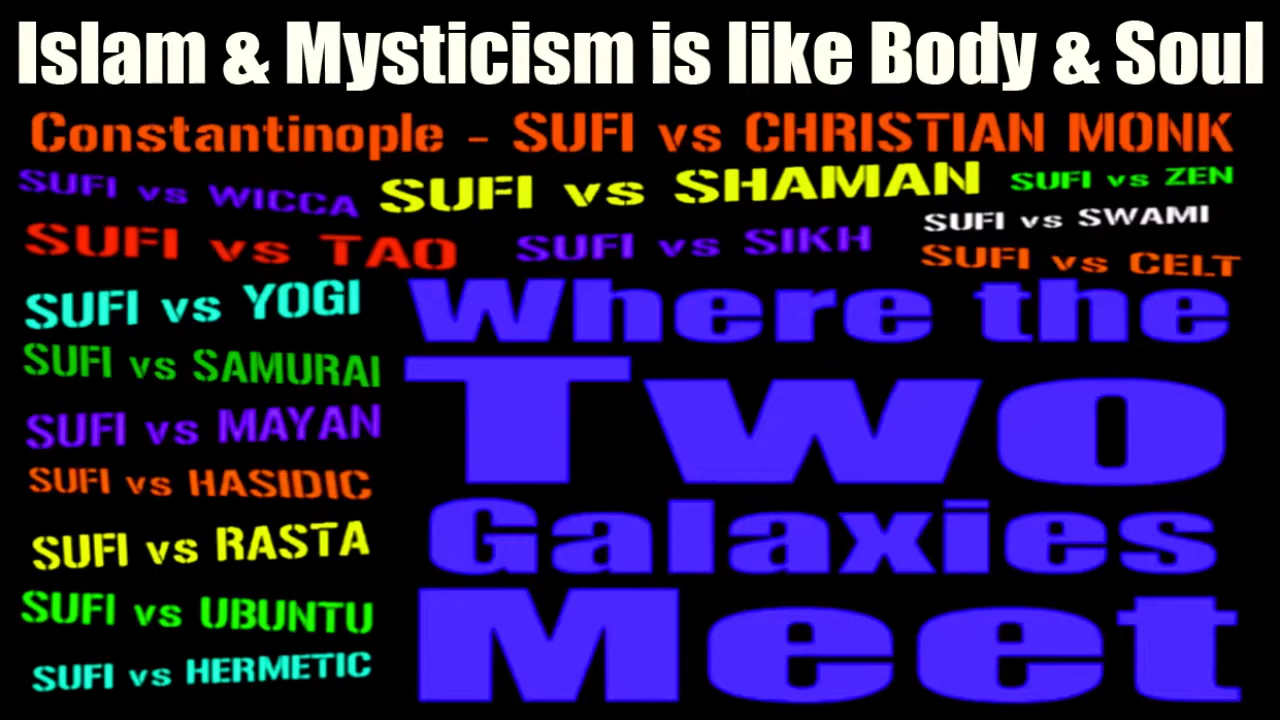 Islam & Mysticism is like Body & Soul
Constantinople - SUFI vs CHRISTIAN MONK
SUFI vs WICCA
SUFI vs SHAMAN
SUFI vs ZEN
SUFI vs SWAMI
SUFI vs TAO
SUFI vs SIKH
SUFI vs CELT
SUFI vs YOGI
SUFI vs SAMURAI
SUFI vs MAYAN
SUFI vs HASIDIC
SUFI vs RASTA
SUFI vs UBUNTU
SUFI vs HERMETIC
Where the
Two
Galaxies
Meet